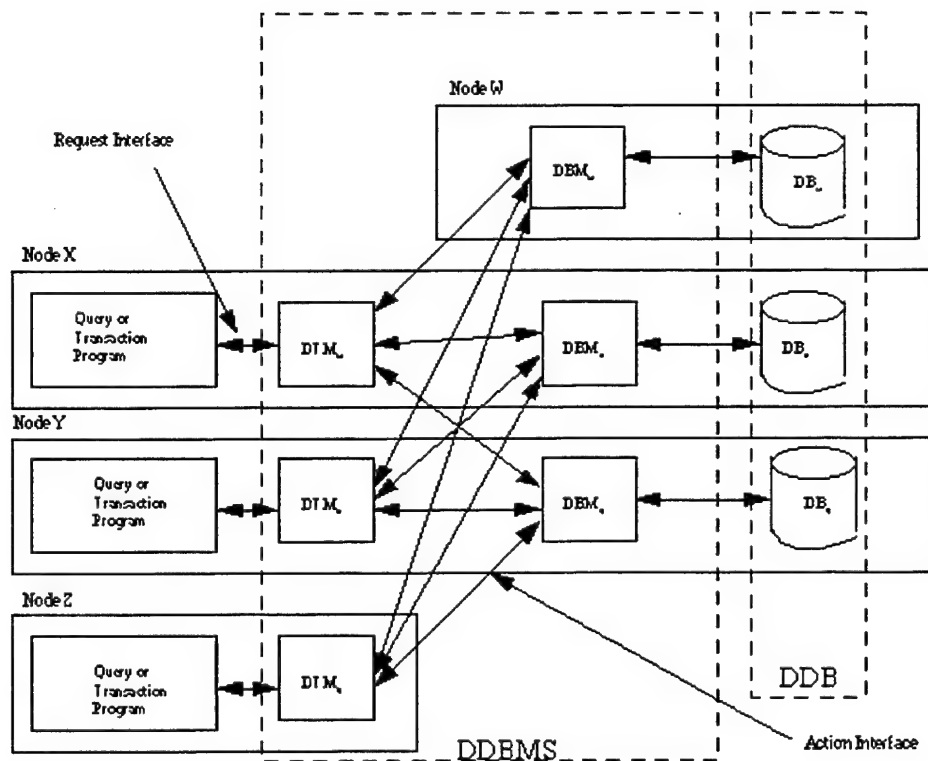 Node W
Request Interface
DBM
DB
Node X
Query or
Transaction
Program
DTM
DBM
DB
Node Y
Query or
Transaction
Program
DTM
DBM
DB
Node Z
Query or
Transaction
Program
DTM
DDBMS
DDB
Action Interface